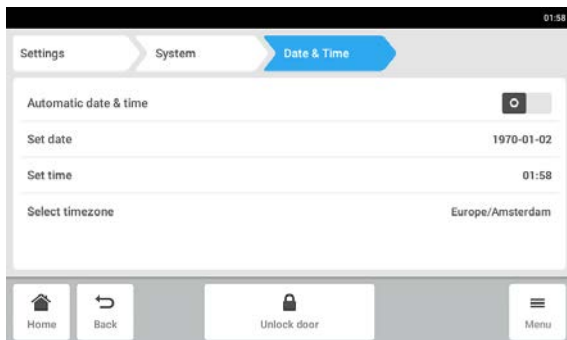 01:58
Settings System Date & Time
Automatic date & time
Set date 1970-01-02
Set time 01:58
Select timezone Europe/Amsterdam
Home Back Unlock door Menu